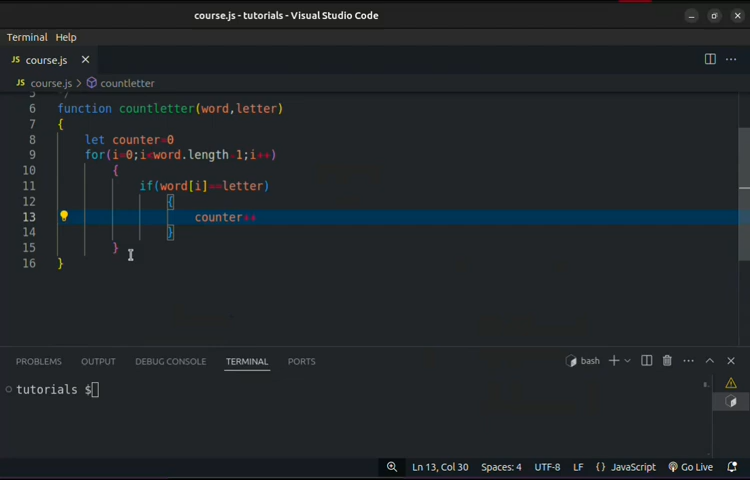 course.js - tutorials - Visual Studio Code
Terminal Help
JS course.js
JS course.js > countletter
6 function countletter(word,letter)
7 {
8 let counter=0
9 for(i=0;i<word.length-1;i++)
10 {
11 if(word[i]==letter)
12 {
13 counter++
14 }
15 }
16 }
PROBLEMS OUTPUT DEBUG CONSOLE TERMINAL PORTS bash
tutorials $
Ln 13, Col 30 Spaces: 4 UTF-8 LF {} JavaScript Go Live